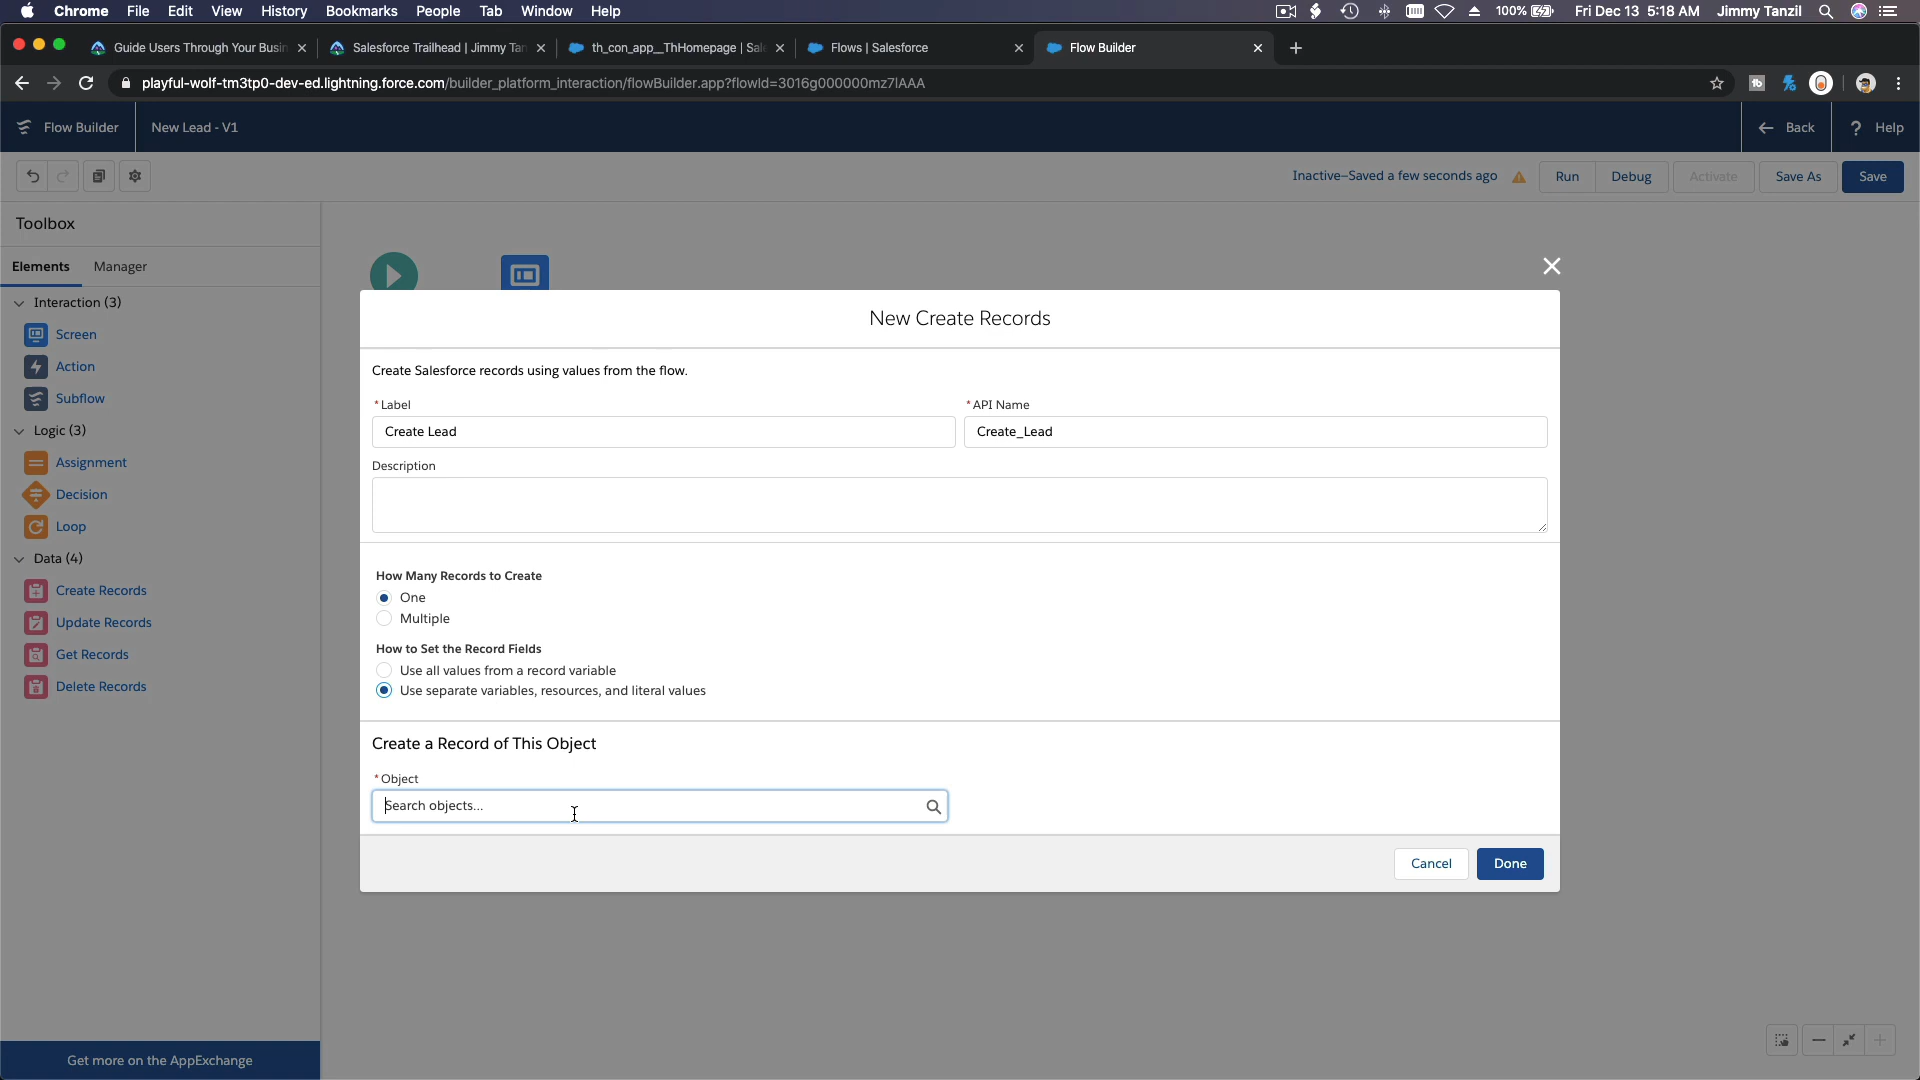 Chrome File Edit View History Bookmarks People Tab Window Help 100% Fri Dec 13 5:18 AM Jimmy Tanzil
Guide Users Through Your Busin Salesforce Trailhead | Jimmy Tan th_con_app__ThHomepage | Sale Flows | Salesforce Flow Builder
playful-wolf-tm3tp0-dev-ed.lightning.force.com/builder_platform_interaction/flowBuilder.app?flowId=3016g000000mz7IAAA
Flow Builder New Lead - V1 Back ? Help
Inactive–Saved a few seconds ago Run Debug Activate Save As Save
Toolbox
Elements Manager
Interaction (3)
Screen
Action
Subflow
Logic (3)
Assignment
Decision
Loop
Data (4)
Create Records
Update Records
Get Records
Delete Records
Get more on the AppExchange
New Create Records
Create Salesforce records using values from the flow.
*Label *API Name
Create Lead Create_Lead
Description
How Many Records to Create
One
Multiple
How to Set the Record Fields
Use all values from a record variable
Use separate variables, resources, and literal values
Create a Record of This Object
*Object
Search objects...
Cancel Done